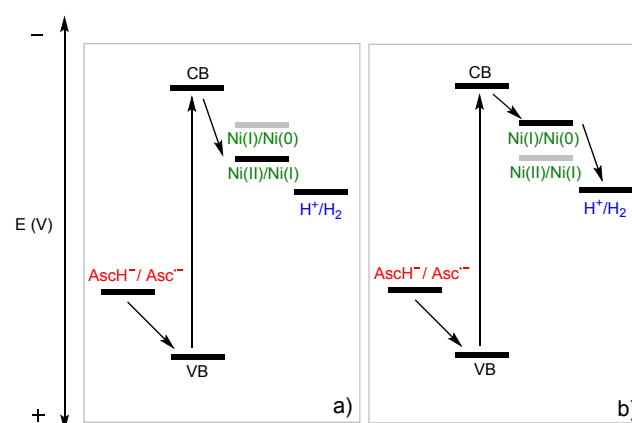 −
E (V)
+
CB
Ni(I)/Ni(0)
Ni(II)/Ni(I)
H⁺/H₂
AscH⁻/ Asc·⁻
VB
a)
CB
Ni(I)/Ni(0)
Ni(II)/Ni(I)
H⁺/H₂
AscH⁻/ Asc·⁻
VB
b)